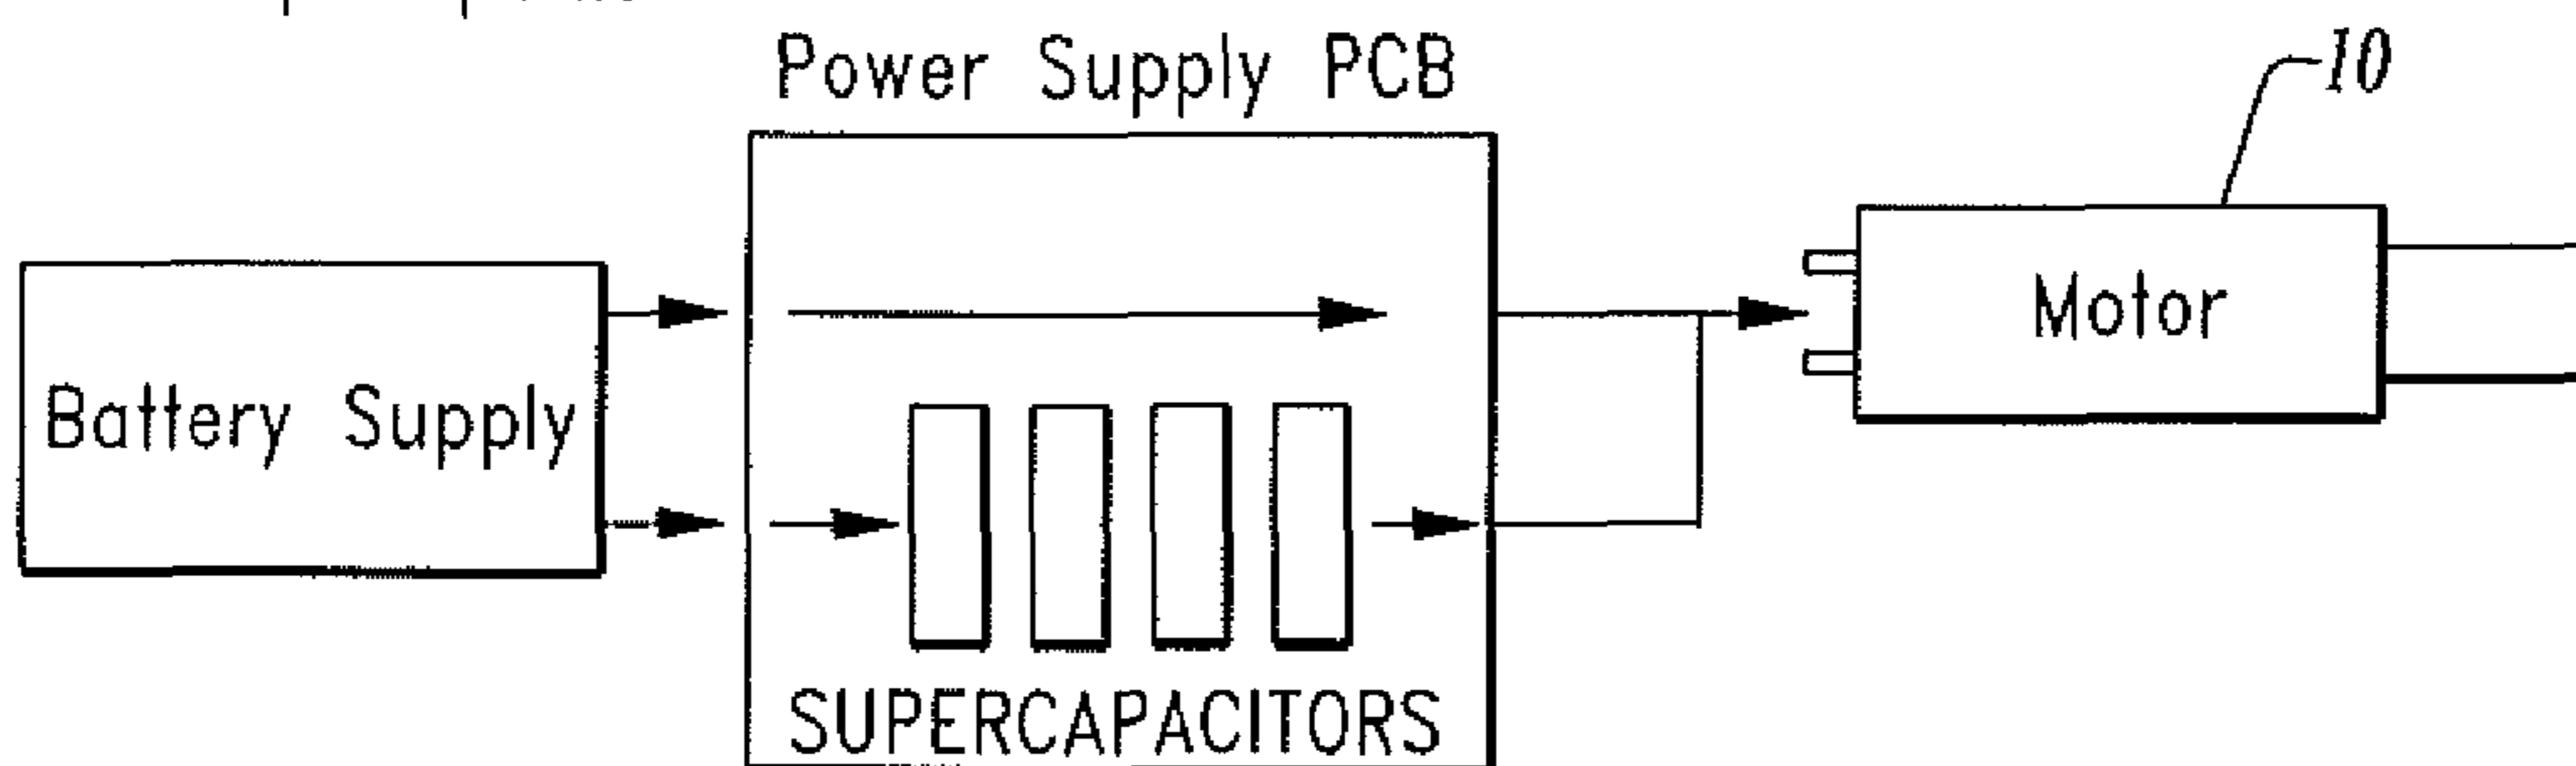 Power Supply PCB
10
Battery Supply
Motor
SUPERCAPACITORS